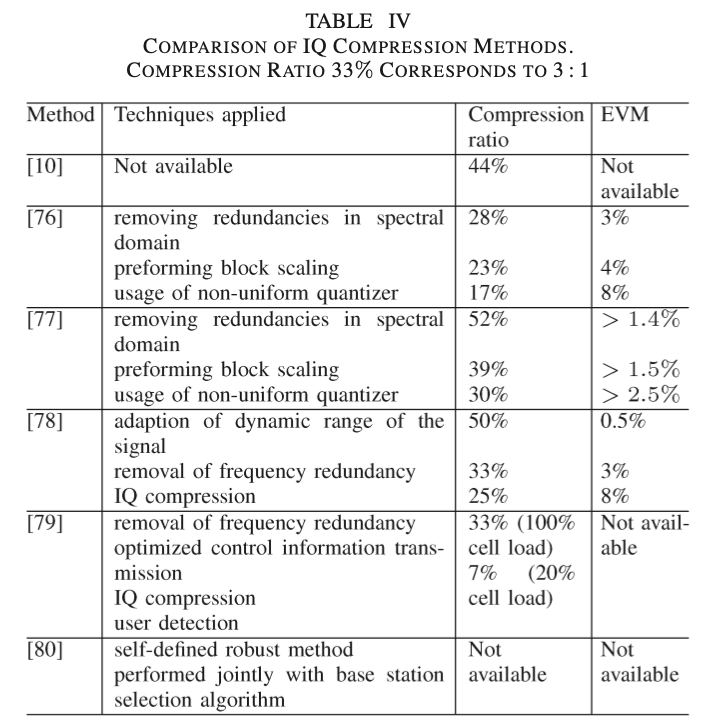 TABLE IV
COMPARISON OF IQ COMPRESSION METHODS.
COMPRESSION RATIO 33% CORRESPONDS TO 3 : 1
Method Techniques applied Compression ratio EVM
[10] Not available 44% Not available
[76] removing redundancies in spectral domain 28% 3%
preforming block scaling 23% 4%
usage of non-uniform quantizer 17% 8%
[77] removing redundancies in spectral domain 52% > 1.4%
preforming block scaling 39% > 1.5%
usage of non-uniform quantizer 30% > 2.5%
[78] adaption of dynamic range of the signal 50% 0.5%
removal of frequency redundancy 33% 3%
IQ compression 25% 8%
[79] removal of frequency redundancy 33% (100% Not avail-
optimized control information trans- cell load) able
mission 7% (20%
IQ compression cell load)
user detection
[80] self-defined robust method Not Not
performed jointly with base station available available
selection algorithm